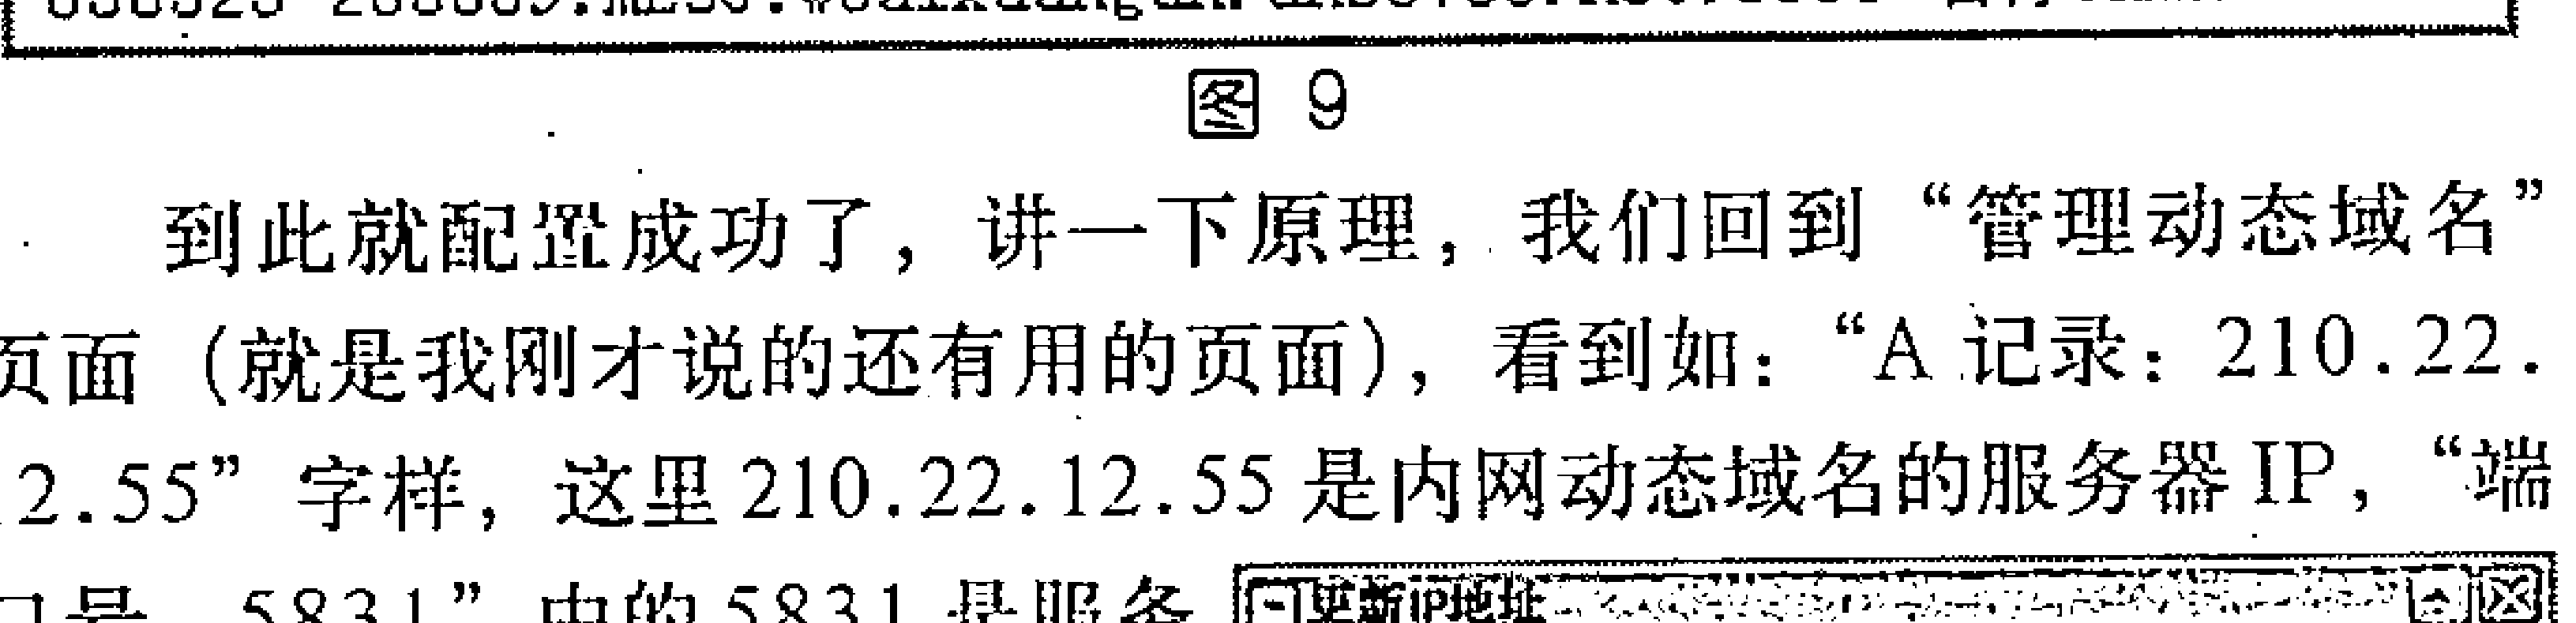 图 9
到此就配置成功了，讲一下原理，我们回到“管理动态域名”
页面（就是我刚才说的还有用的页面），看到如：“A 记录：210.22.
2.55”字样，这里 210.22.12.55 是内网动态域名的服务器 IP，“端
口号 5831”中的 5831 是服务
更新IP地址